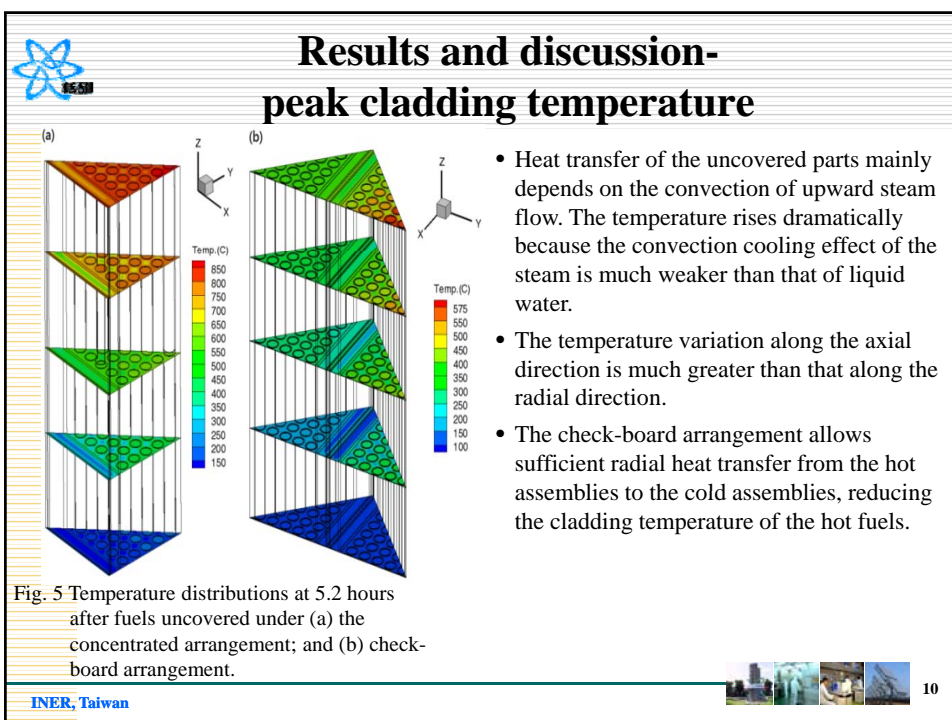 Results and discussion-
peak cladding temperature
(a)
(b)
Z
Y
X
Z
X
Y
Temp.(C)
850
800
750
700
650
600
550
500
450
400
350
300
250
200
150
Temp.(C)
575
550
500
450
400
350
300
250
200
150
100
• Heat transfer of the uncovered parts mainly
depends on the convection of upward steam
flow. The temperature rises dramatically
because the convection cooling effect of the
steam is much weaker than that of liquid
water.
• The temperature variation along the axial
direction is much greater than that along the
radial direction.
• The check-board arrangement allows
sufficient radial heat transfer from the hot
assemblies to the cold assemblies, reducing
the cladding temperature of the hot fuels.
Fig. 5 Temperature distributions at 5.2 hours
after fuels uncovered under (a) the
concentrated arrangement; and (b) check-
board arrangement.
INER, Taiwan
10